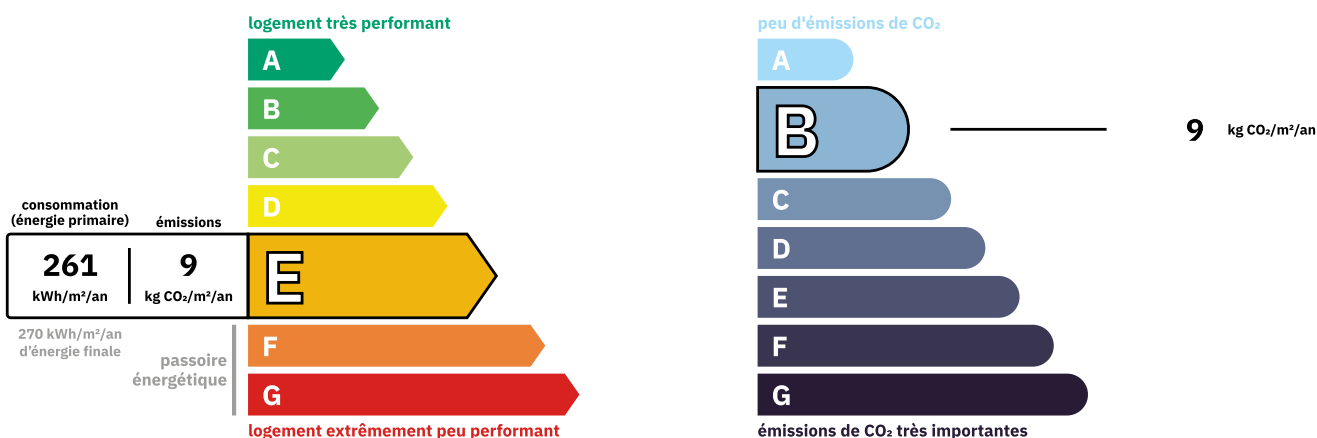 logement très performant
A
B
C
D
consommation
(énergie primaire)
émissions
261
kWh/m²/an
9
kg CO₂/m²/an
E
270 kWh/m²/an
d'énergie finale
passoire
énergétique
F
G
logement extrêmement peu performant
peu d'émissions de CO₂
A
B
9 kg CO₂/m²/an
C
D
E
F
G
émissions de CO₂ très importantes